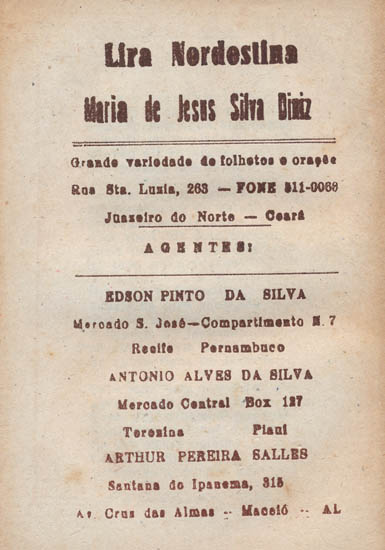 Lira Nordestina
Maria de Jesus Silva Diniz
Grande variedade de folhetos e oraçõe
Rua Sta. Luzia, 263 — FONE 511-0068
Juazeiro do Norte — Ceará
AGENTES:
EDSON PINTO DA SILVA
Mercado S. José—Compartimento N. 7
Recife Pernambuco
ANTONIO ALVES DA SILVA
Mercado Central Box 127
Terezina Piauí
ARTHUR PEREIRA SALLES
Santana do Ipanema, 315
Av. Cruz das Almas -- Maceió -- AL